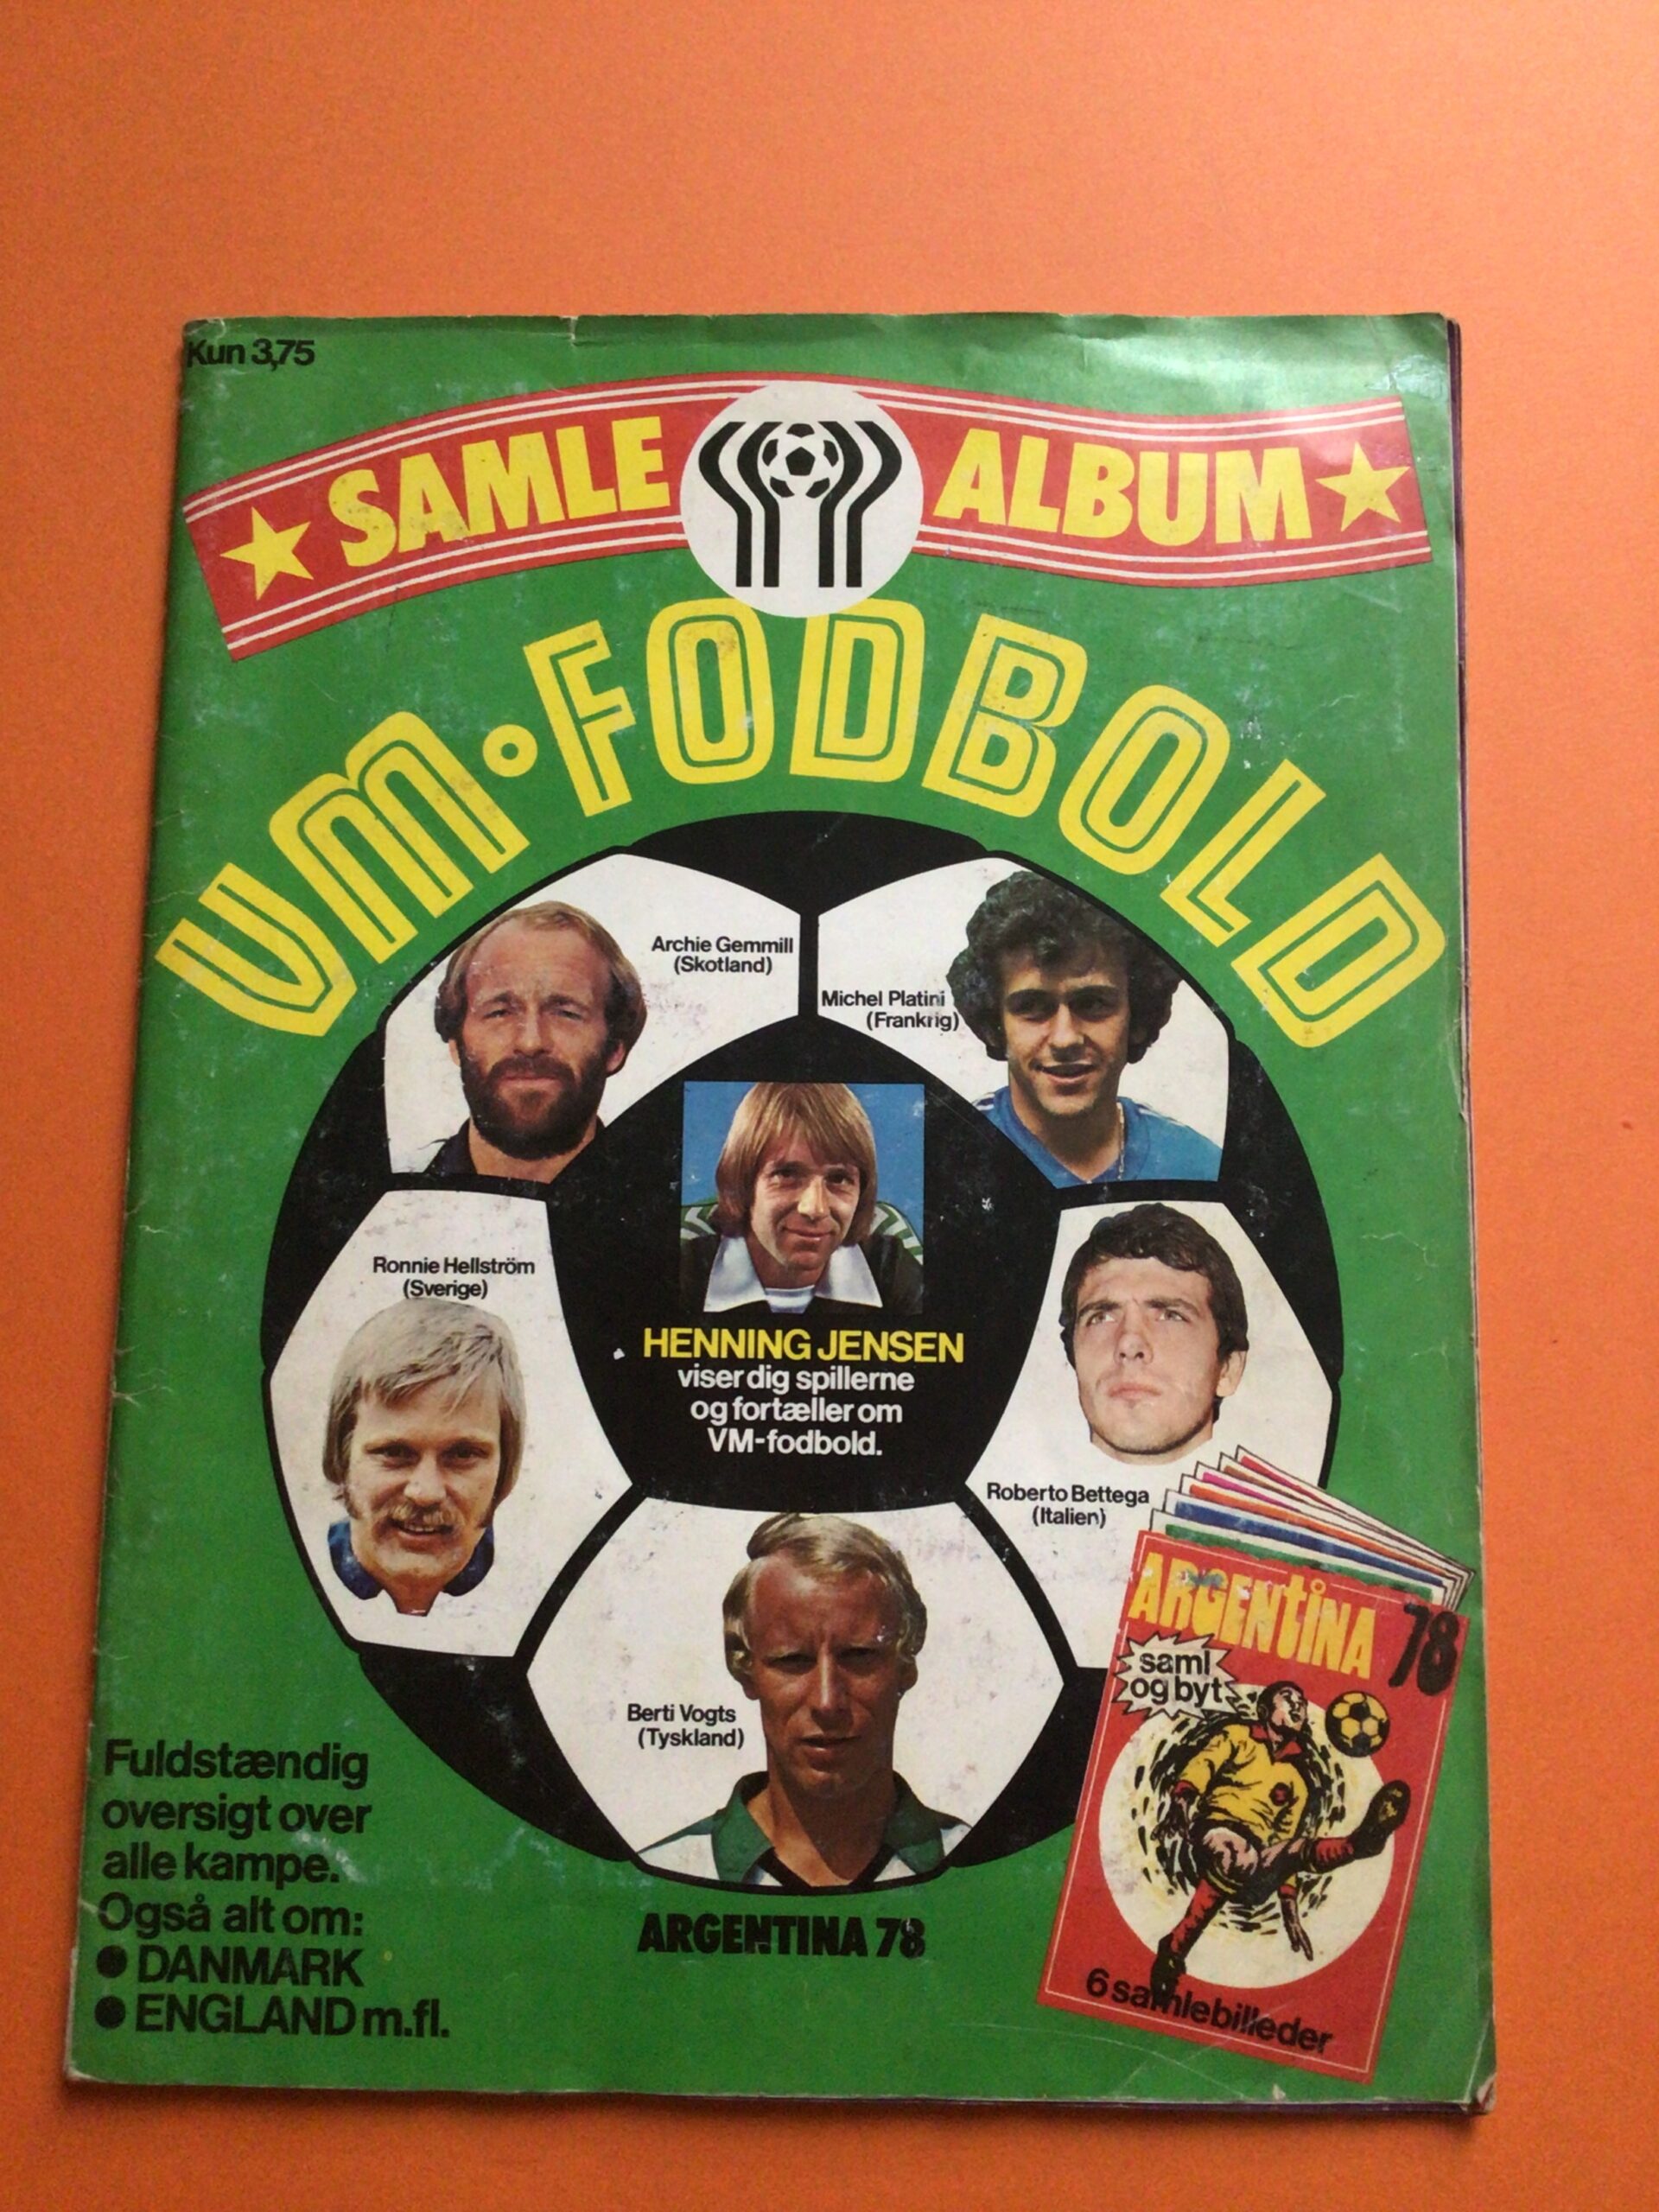 Kun 3,75
SAMLE ALBUM
VM·FODBOLD
Archie Gemmill
(Skotland)
Michel Platini
(Frankrig)
Ronnie Hellström
(Sverige)
HENNING JENSEN
viser dig spillerne
og fortæller om
VM-fodbold.
Roberto Bettega
(Italien)
Berti Vogts
(Tyskland)
ARGENTINA 78
saml
og byt
6 samlebilleder
Fuldstændig
oversigt over
alle kampe.
Også alt om:
● DANMARK
● ENGLAND m.fl.
ARGENTINA 78